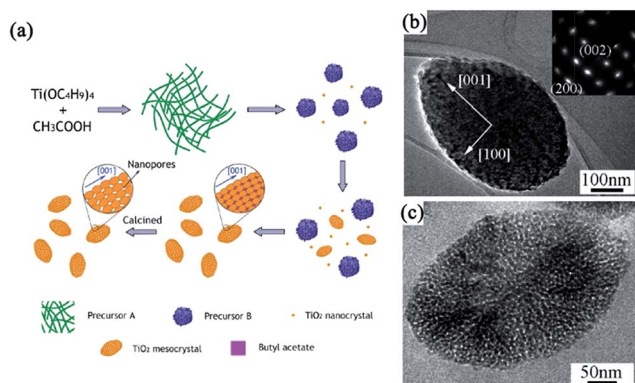 (a)
Ti(OC4H9)4
+
CH3COOH
[001]
Nanopores
[001]
Calcined
Precursor A
Precursor B
TiO2 nanocrystal
TiO2 mesocrystal
Butyl acetate
(b)
(002)
(200)
[001]
[100]
100nm
(c)
50nm